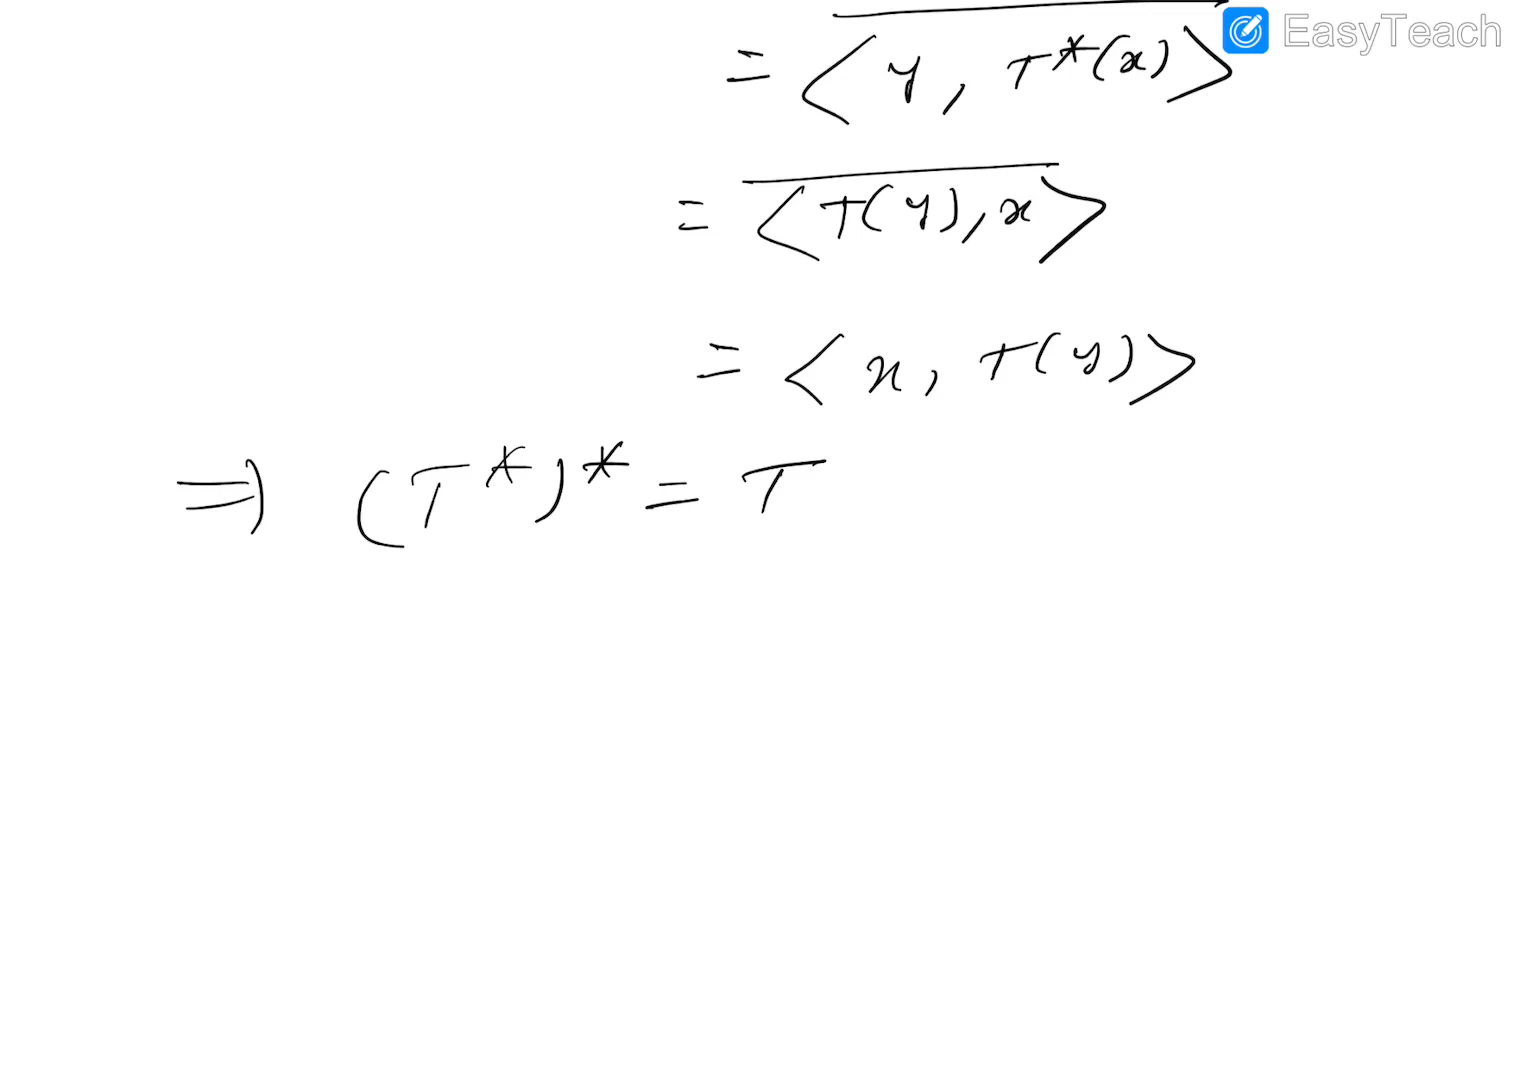 EasyTeach
= \overline{⟨y, T*(x)⟩}
= \overline{⟨T(y), x⟩}
= ⟨x, T(y)⟩
⇒ (T*)* = T